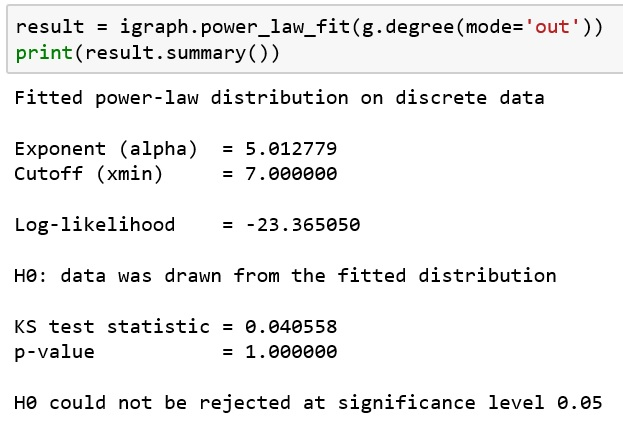 result = igraph.power_law_fit(g.degree(mode='out'))
print(result.summary())
Fitted power-law distribution on discrete data
Exponent (alpha)  = 5.012779
Cutoff (xmin)     = 7.000000
Log-likelihood    = -23.365050
H0: data was drawn from the fitted distribution
KS test statistic = 0.040558
p-value           = 1.000000
H0 could not be rejected at significance level 0.05